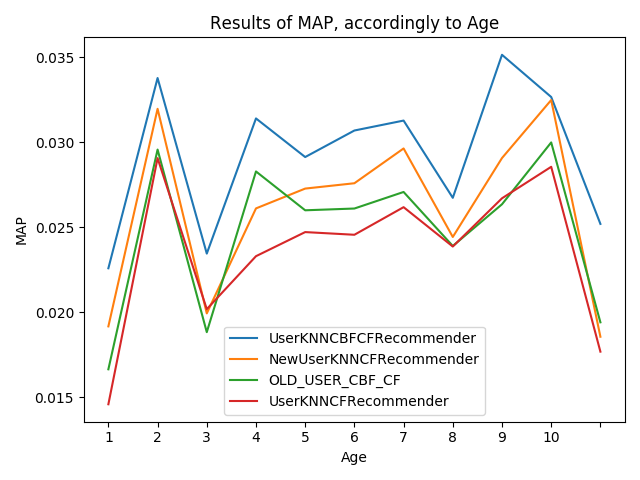 Results of MAP, accordingly to Age
MAP
0.035
0.030
0.025
0.020
0.015
UserKNNCBFCFRecommender
NewUserKNNCFRecommender
OLD_USER_CBF_CF
UserKNNCFRecommender
1 2 3 4 5 6 7 8 9 10
Age